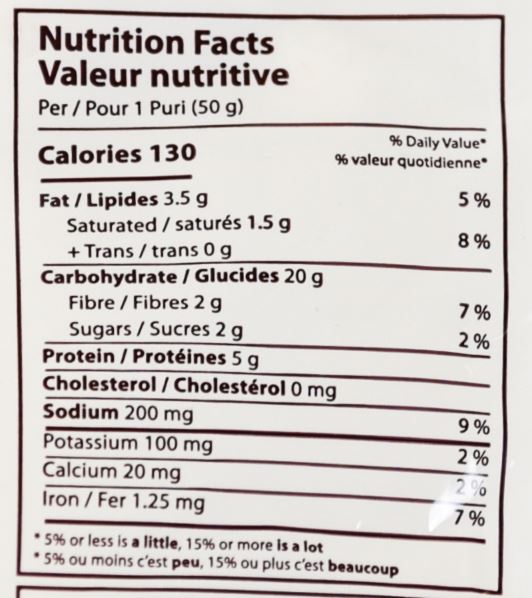 Nutrition Facts
Valeur nutritive
Per / Pour 1 Puri (50 g)
% Daily Value*
Calories 130
% valeur quotidienne*
Fat / Lipides 3.5 g 5 %
Saturated / saturés 1.5 g
+ Trans / trans 0 g 8 %
Carbohydrate / Glucides 20 g
Fibre / Fibres 2 g 7 %
Sugars / Sucres 2 g 2 %
Protein / Protéines 5 g
Cholesterol / Cholestérol 0 mg
Sodium 200 mg 9 %
Potassium 100 mg 2 %
Calcium 20 mg 2 %
Iron / Fer 1.25 mg 7 %
* 5% or less is a little, 15% or more is a lot
* 5% ou moins c'est peu, 15% ou plus c'est beaucoup